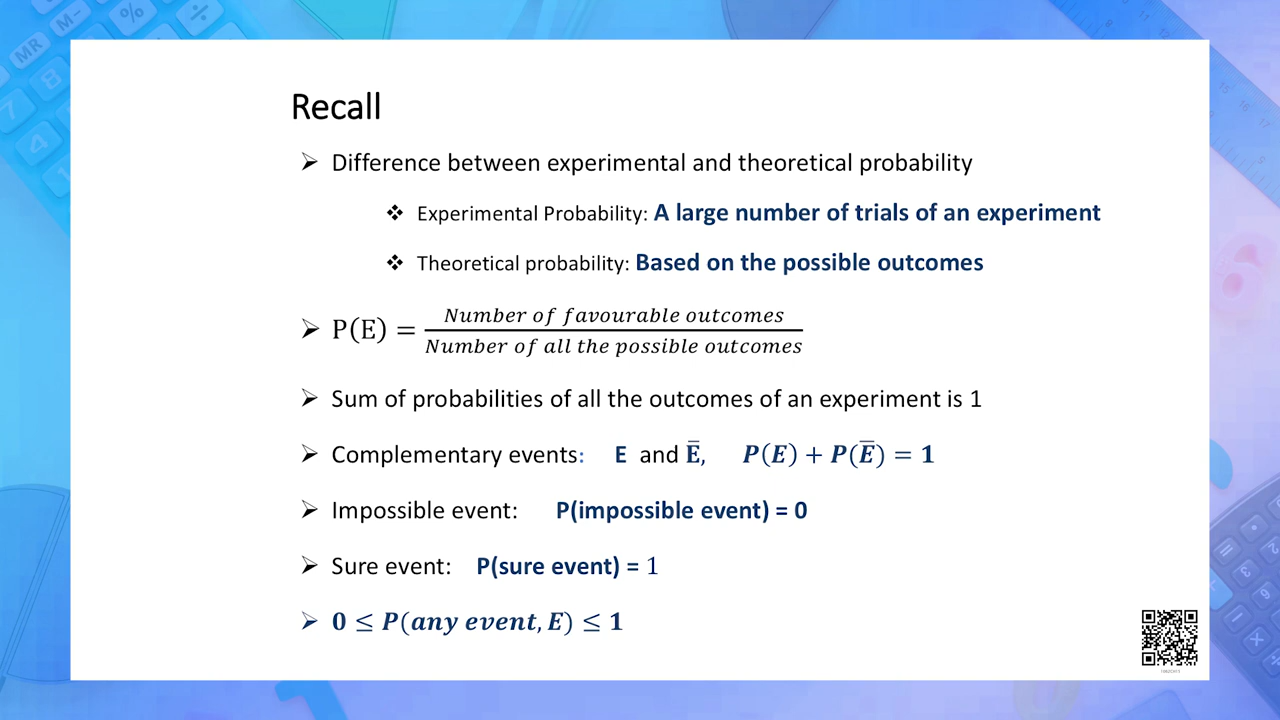 Recall
➢ Difference between experimental and theoretical probability
❖ Experimental Probability: A large number of trials of an experiment
❖ Theoretical probability: Based on the possible outcomes
➢ P(E) = Number of favourable outcomes / Number of all the possible outcomes
➢ Sum of probabilities of all the outcomes of an experiment is 1
➢ Complementary events: E and E̅, P(E) + P(E̅) = 1
➢ Impossible event: P(impossible event) = 0
➢ Sure event: P(sure event) = 1
➢ 0 ≤ P(any event, E) ≤ 1